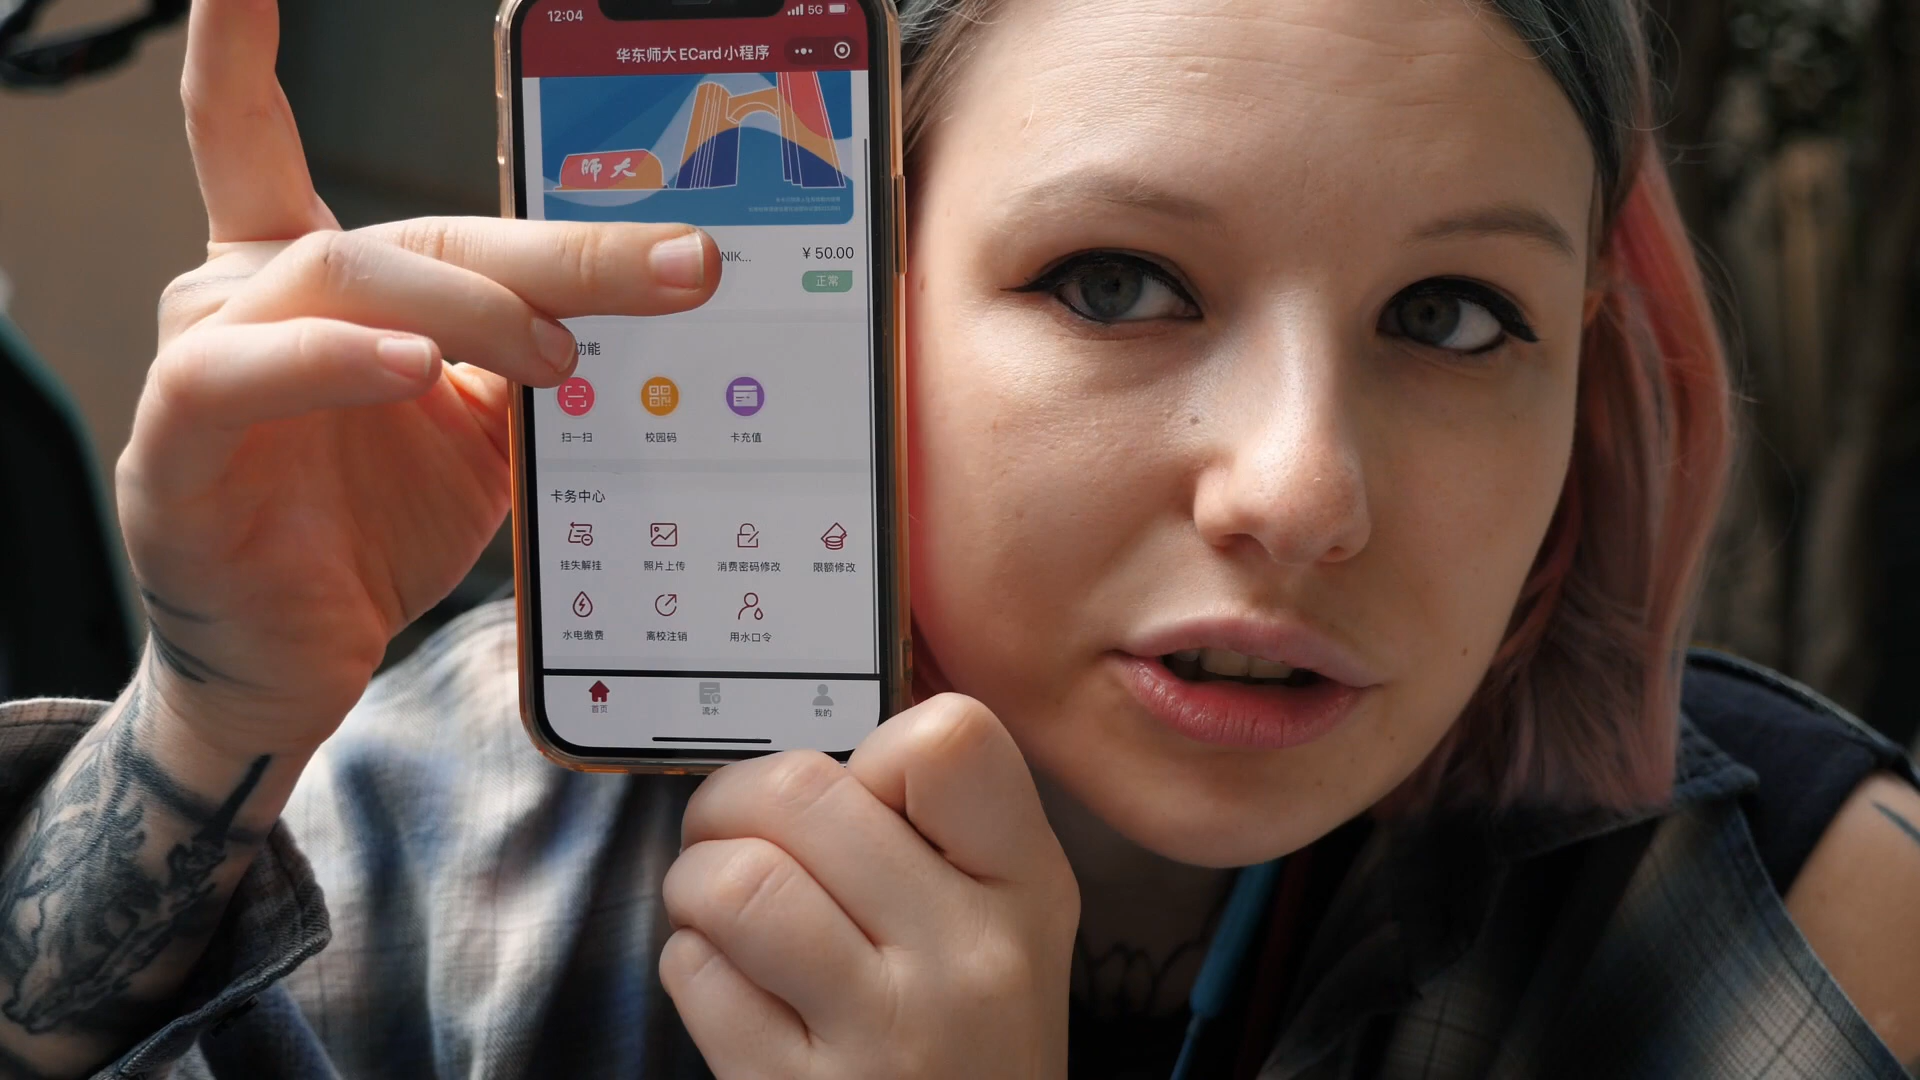 12:04
5G
华东师大 ECard小程序
师大
NIK...
¥ 50.00
正常
功能
扫一扫
校园码
卡充值
卡务中心
挂失解挂
照片上传
消费密码修改
限额修改
水电缴费
离校注销
用水口令
首页
流水
我的